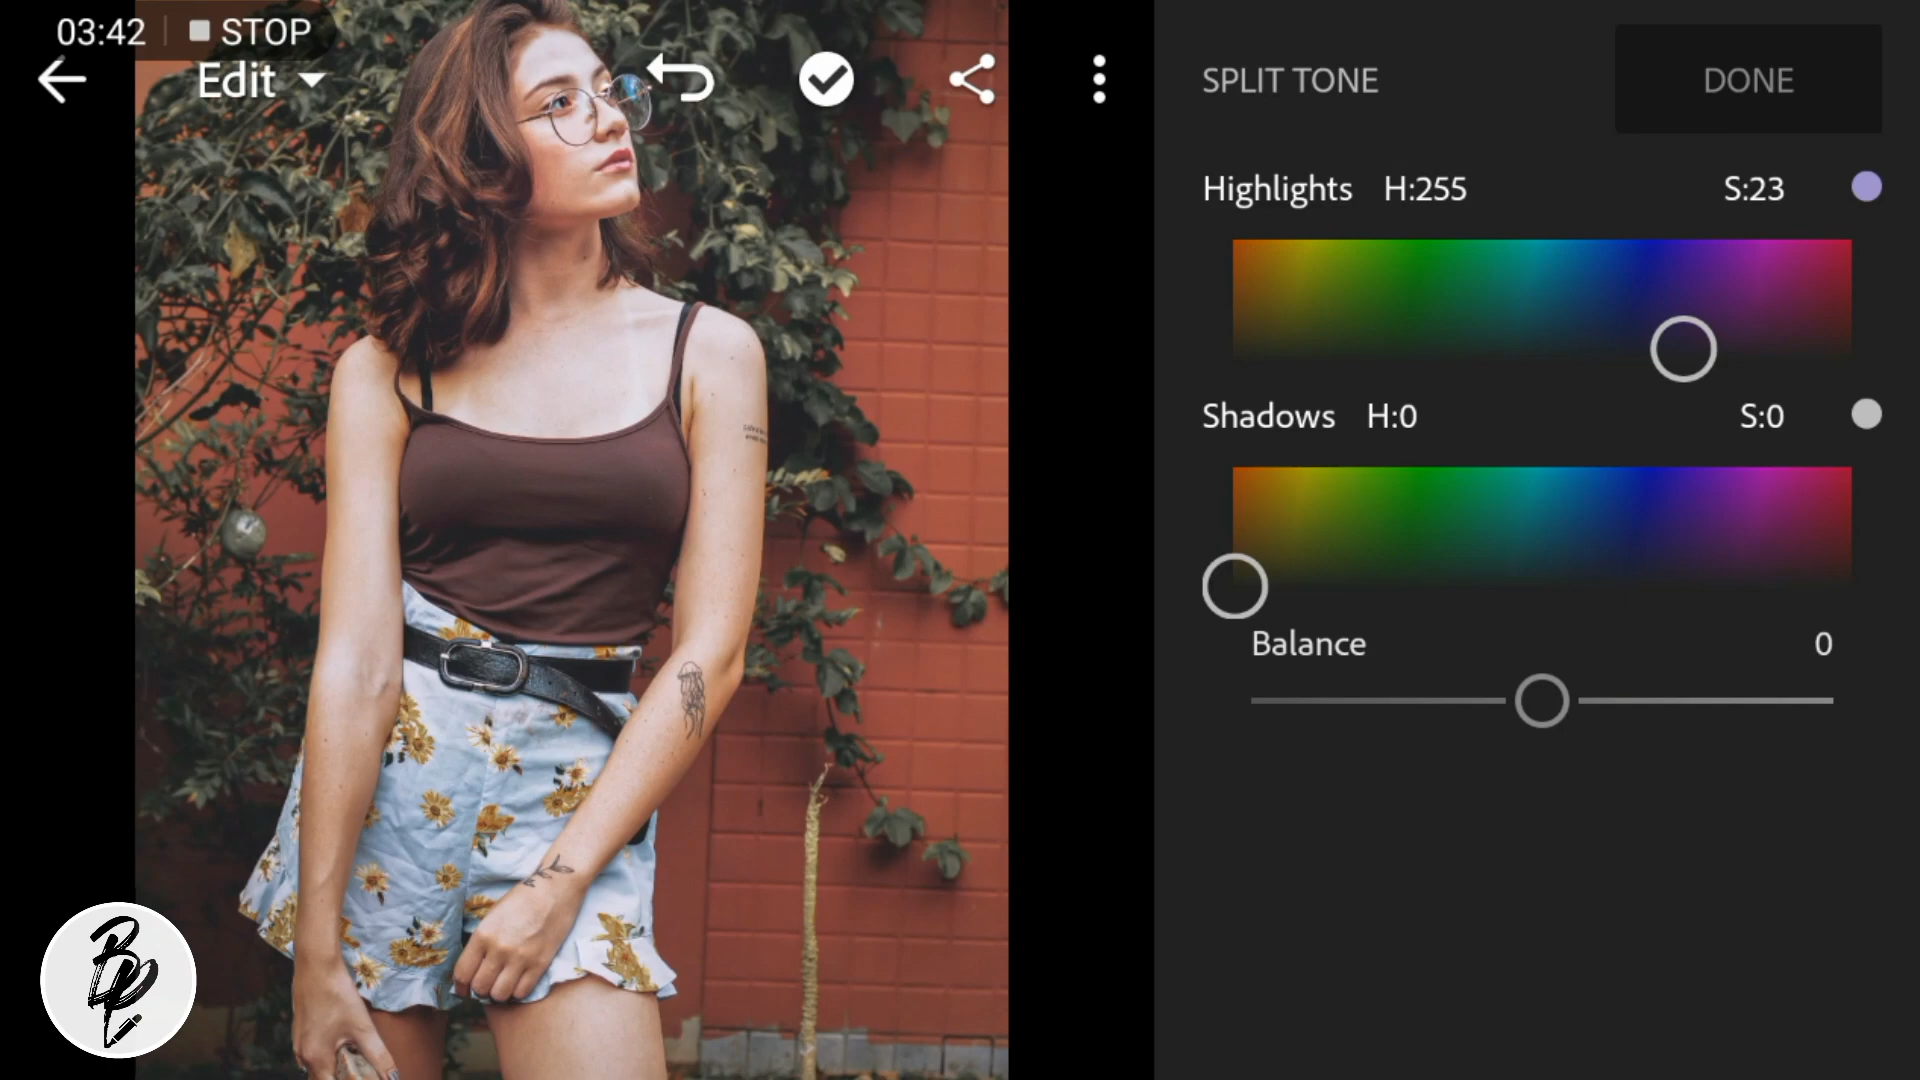 03:42 STOP
Edit
SPLIT TONE
DONE
Highlights H:255 S:23
Shadows H:0 S:0
Balance 0